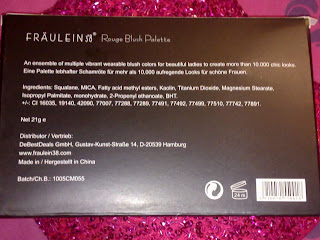 FRÄULEIN38® Rouge Blush Palette
An ensemble of multiple vibrant wearable blush colors for beautiful ladies to create more than 10.000 chic looks.
Eine Palette lebhafter Schamröte für mehr als 10,000 aufregende Looks für schöne Frauen.
Ingredients: Squalane, MICA, Fatty acid methyl esters, Kaolin, Titanium Dioxide, Magnesium Stearate,
Isopropyl Palmitate, monohydrate, 2-Propenyl ethanoate, BHT.
+/- CI 16035, 19140, 42090, 77007, 77288, 77289, 77491, 77492, 77499, 77510, 77742, 77891.
Net 21g e
Distributor / Vertrieb:
DeBentDeals GmbH, Gustav-Kunst-Straße 14, D-20539 Hamburg
www.fraulein38.com
Made in / Hergestellt in China
Batch/Ch.B.: 1005CM055